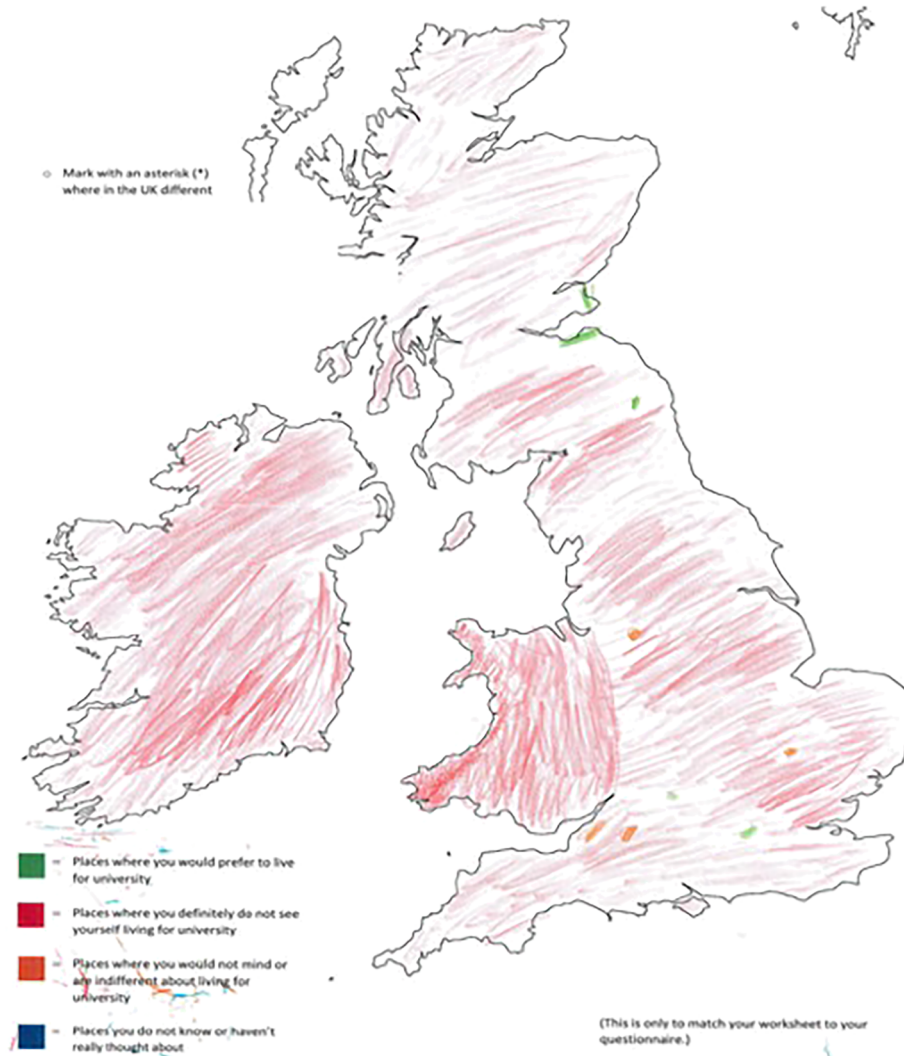 ○ Mark with an asterisk (*)
where in the UK different
= Places where you would prefer to live
for university
= Places where you definitely do not see
yourself living for university
= Places where you would not mind or
are indifferent about living for
university
= Places you do not know or haven't
really thought about
(This is only to match your worksheet to your
questionnaire.)